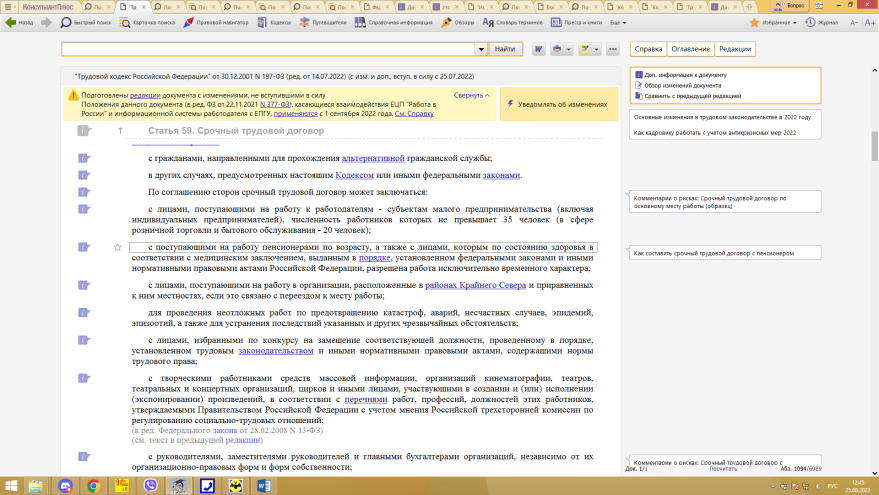 КонсультантПлюс
Вопрос
Назад
Быстрый поиск
Карточка поиска
Правовой навигатор
Кодексы
Путеводители
Справочная информация
Обзоры
Словарь терминов
Пресса и книги
Еще
Избранное
Журнал
А− А+
Найти
Справка
Оглавление
Редакции
"Трудовой кодекс Российской Федерации" от 30.12.2001 N 197-ФЗ (ред. от 14.07.2022) (с изм. и доп., вступ. в силу с 25.07.2022)
Подготовлены редакции документа с изменениями, не вступившими в силу
Свернуть
Положения данного документа (в ред. ФЗ от 22.11.2021 N 377-ФЗ), касающиеся взаимодействия ЕЦП "Работа в
России" и информационной системы работодателя с ЕПГУ, применяются с 1 сентября 2022 года. См. Справку
Уведомлять об изменениях
Статья 59. Срочный трудовой договор
с гражданами, направленными для прохождения альтернативной гражданской службы;
в других случаях, предусмотренных настоящим Кодексом или иными федеральными законами.
По соглашению сторон срочный трудовой договор может заключаться:
с лицами, поступающими на работу к работодателям - субъектам малого предпринимательства (включая
индивидуальных предпринимателей), численность работников которых не превышает 35 человек (в сфере
розничной торговли и бытового обслуживания - 20 человек);
с поступающими на работу пенсионерами по возрасту, а также с лицами, которым по состоянию здоровья в
соответствии с медицинским заключением, выданным в порядке, установленном федеральными законами и иными
нормативными правовыми актами Российской Федерации, разрешена работа исключительно временного характера;
с лицами, поступающими на работу в организации, расположенные в районах Крайнего Севера и приравненных
к ним местностях, если это связано с переездом к месту работы;
для проведения неотложных работ по предотвращению катастроф, аварий, несчастных случаев, эпидемий,
эпизоотий, а также для устранения последствий указанных и других чрезвычайных обстоятельств;
с лицами, избранными по конкурсу на замещение соответствующей должности, проведенному в порядке,
установленном трудовым законодательством и иными нормативными правовыми актами, содержащими нормы
трудового права;
с творческими работниками средств массовой информации, организаций кинематографии, театров,
театральных и концертных организаций, цирков и иными лицами, участвующими в создании и (или) исполнении
(экспонировании) произведений, в соответствии с перечнями работ, профессий, должностей этих работников,
утверждаемыми Правительством Российской Федерации с учетом мнения Российской трехсторонней комиссии по
регулированию социально-трудовых отношений;
(в ред. Федерального закона от 28.02.2008 N 13-ФЗ)
(см. текст в предыдущей редакции)
с руководителями, заместителями руководителей и главными бухгалтерами организаций, независимо от их
организационно-правовых форм и форм собственности;
Доп. информация к документу
Обзор изменений документа
Сравнить с предыдущей редакцией
Основные изменения в трудовом законодательстве в 2022 году
Как кадровику работать с учетом антикризисных мер 2022
Комментарии о рисках: Срочный трудовой договор по
основному месту работы (образец)
Как составить срочный трудовой договор с пенсионером
Комментарии о рисках: Срочный трудовой договор с
Док. 1/1
Посчитать
Абз. 1094/6989
РУС
12:45
25.08.2022